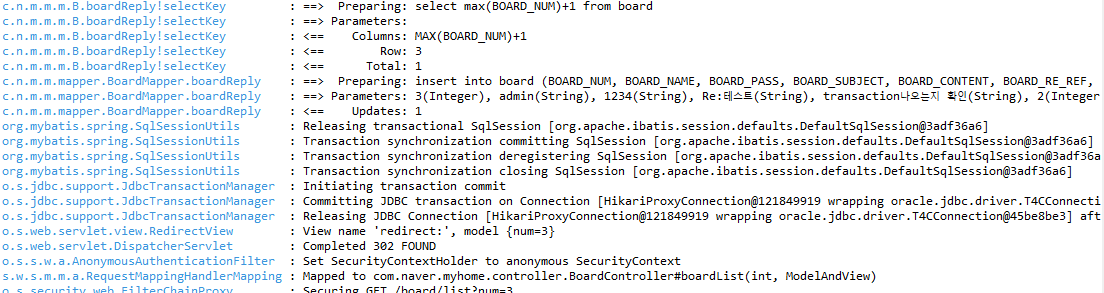 c.n.m.m.m.B.boardReply!selectKey : ==>  Preparing: select max(BOARD_NUM)+1 from board
c.n.m.m.m.B.boardReply!selectKey : ==> Parameters:
c.n.m.m.m.B.boardReply!selectKey : <==    Columns: MAX(BOARD_NUM)+1
c.n.m.m.m.B.boardReply!selectKey : <==        Row: 3
c.n.m.m.m.B.boardReply!selectKey : <==      Total: 1
c.n.m.m.mapper.BoardMapper.boardReply : ==>  Preparing: insert into board (BOARD_NUM, BOARD_NAME, BOARD_PASS, BOARD_SUBJECT, BOARD_CONTENT, BOARD_RE_REF,
c.n.m.m.mapper.BoardMapper.boardReply : ==> Parameters: 3(Integer), admin(String), 1234(String), Re:테스트(String), transaction나오는지 확인(String), 2(Integer
c.n.m.m.mapper.BoardMapper.boardReply : <==    Updates: 1
org.mybatis.spring.SqlSessionUtils : Releasing transactional SqlSession [org.apache.ibatis.session.defaults.DefaultSqlSession@3adf36a6]
org.mybatis.spring.SqlSessionUtils : Transaction synchronization committing SqlSession [org.apache.ibatis.session.defaults.DefaultSqlSession@3adf36a6]
org.mybatis.spring.SqlSessionUtils : Transaction synchronization deregistering SqlSession [org.apache.ibatis.session.defaults.DefaultSqlSession@3adf36a
org.mybatis.spring.SqlSessionUtils : Transaction synchronization closing SqlSession [org.apache.ibatis.session.defaults.DefaultSqlSession@3adf36a6]
o.s.jdbc.support.JdbcTransactionManager : Initiating transaction commit
o.s.jdbc.support.JdbcTransactionManager : Committing JDBC transaction on Connection [HikariProxyConnection@121849919 wrapping oracle.jdbc.driver.T4CConnecti
o.s.jdbc.support.JdbcTransactionManager : Releasing JDBC Connection [HikariProxyConnection@121849919 wrapping oracle.jdbc.driver.T4CConnection@45be8be3] aft
o.s.web.servlet.view.RedirectView : View name 'redirect:', model {num=3}
o.s.web.servlet.DispatcherServlet : Completed 302 FOUND
o.s.s.w.a.AnonymousAuthenticationFilter : Set SecurityContextHolder to anonymous SecurityContext
s.w.s.m.m.a.RequestMappingHandlerMapping : Mapped to com.naver.myhome.controller.BoardController#boardList(int, ModelAndView)
o.s.security.web.FilterChainProxy : Securing GET /board/list?num=3